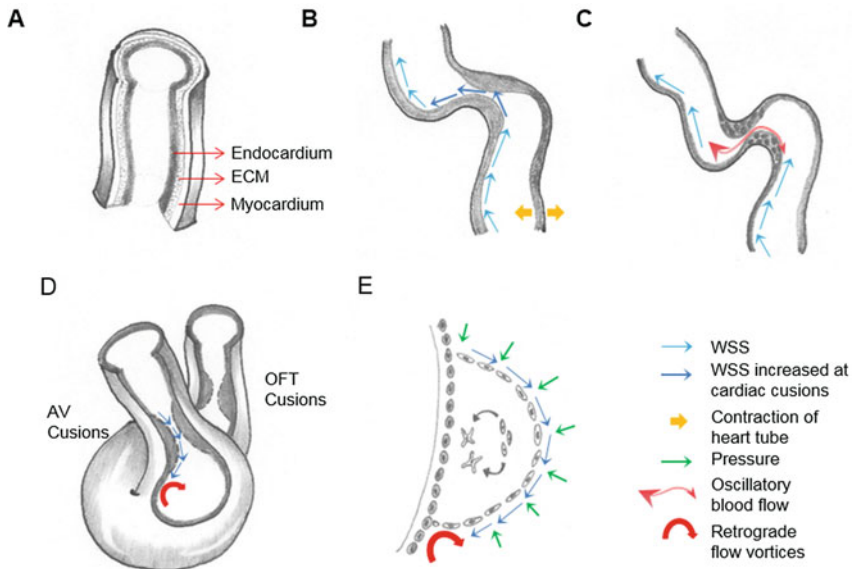 A
B
C
Endocardium
ECM
Myocardium
D
E
AV
Cusions
OFT
Cusions
WSS
WSS increased at
cardiac cusions
Contraction of
heart tube
Pressure
Oscillatory
blood flow
Retrograde
flow vortices